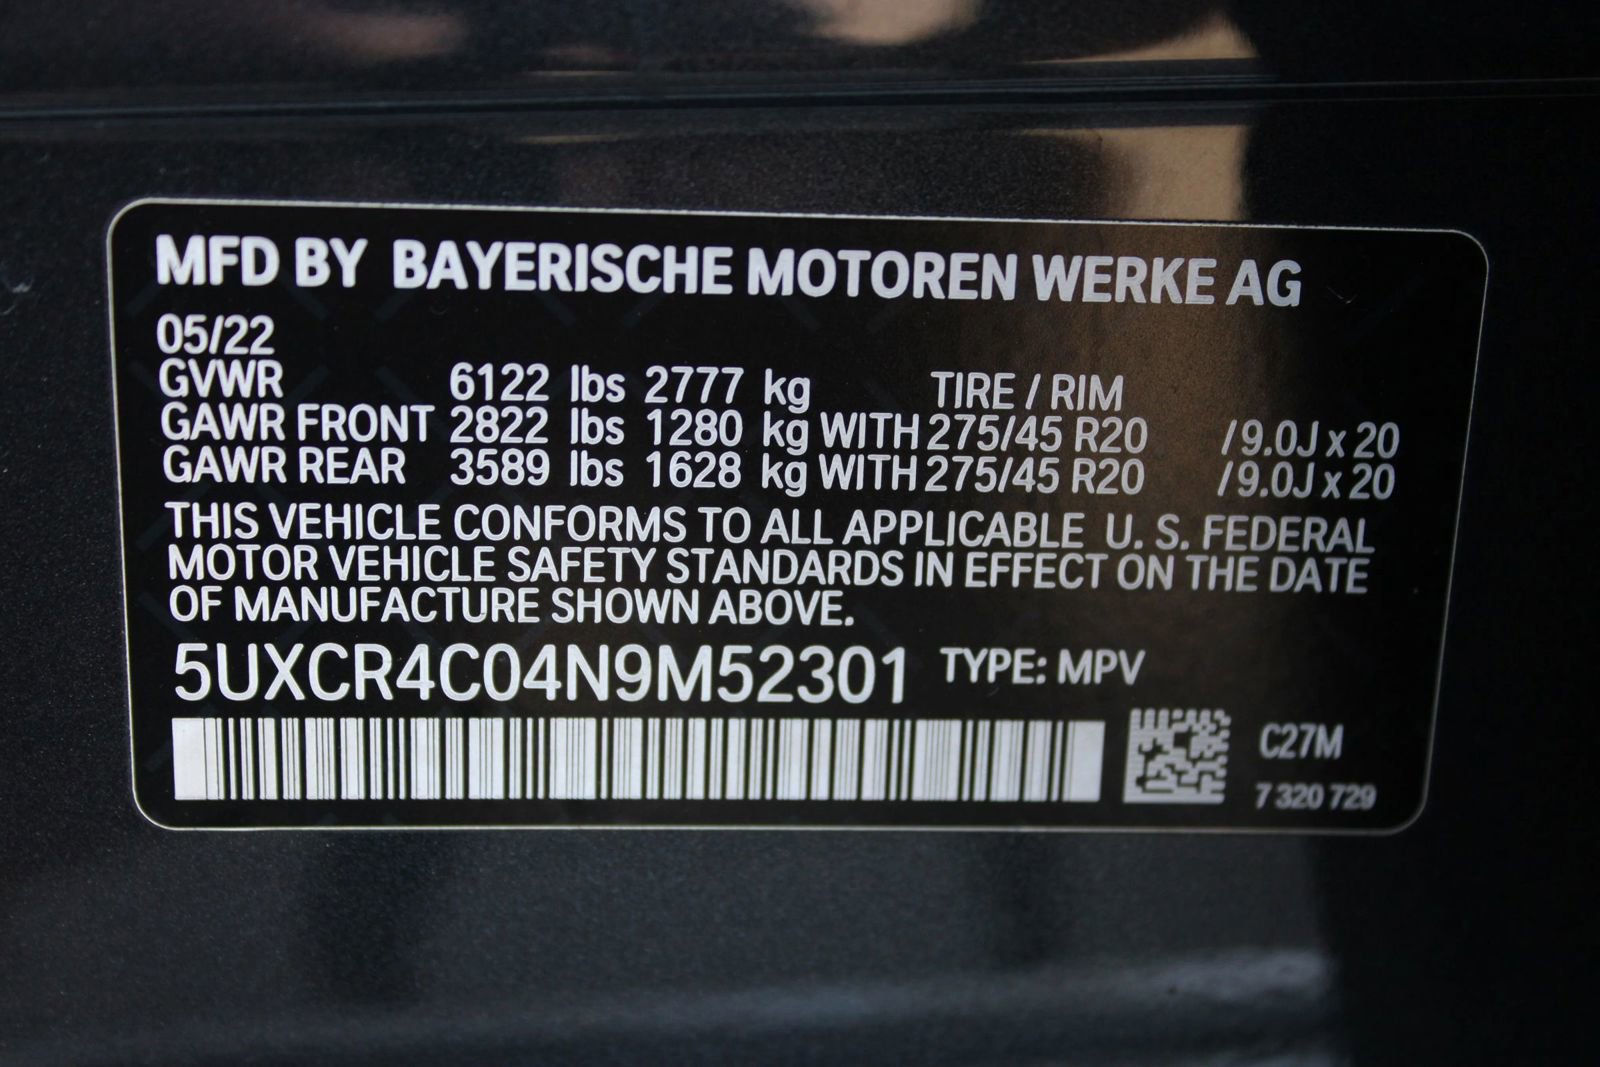 MFD BY BAYERISCHE MOTOREN WERKE AG
05/22
GVWR 6122 lbs 2777 kg TIRE / RIM
GAWR FRONT 2822 lbs 1280 kg WITH 275/45 R20 / 9.0J x 20
GAWR REAR 3589 lbs 1628 kg WITH 275/45 R20 / 9.0J x 20
THIS VEHICLE CONFORMS TO ALL APPLICABLE U. S. FEDERAL
MOTOR VEHICLE SAFETY STANDARDS IN EFFECT ON THE DATE
OF MANUFACTURE SHOWN ABOVE.
5UXCR4C04N9M52301 TYPE: MPV
C27M
7 320 729